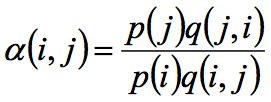 α(i, j) = p(j)q(j,i) / p(i)q(i, j)